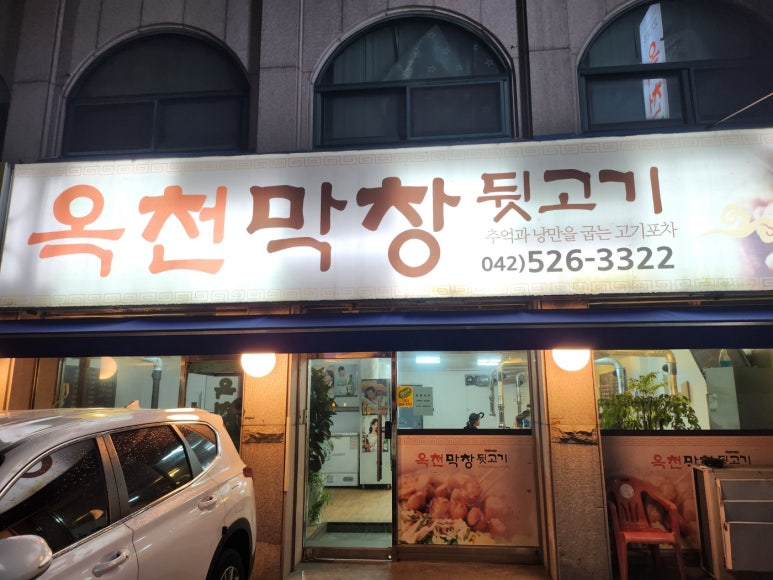 옥천막창 뒷고기
추억과 낭만을 굽는 고기포차
042)526-3322
옥천막창뒷고기
옥천막창뒷고기